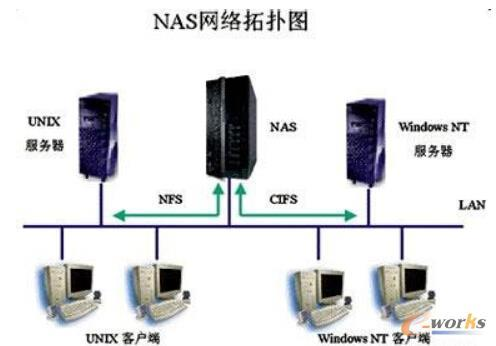 NAS网络拓扑图
UNIX
服务器
NAS
Windows NT
服务器
NFS
CIFS
LAN
UNIX 客户端
Windows NT 客户端
e-works